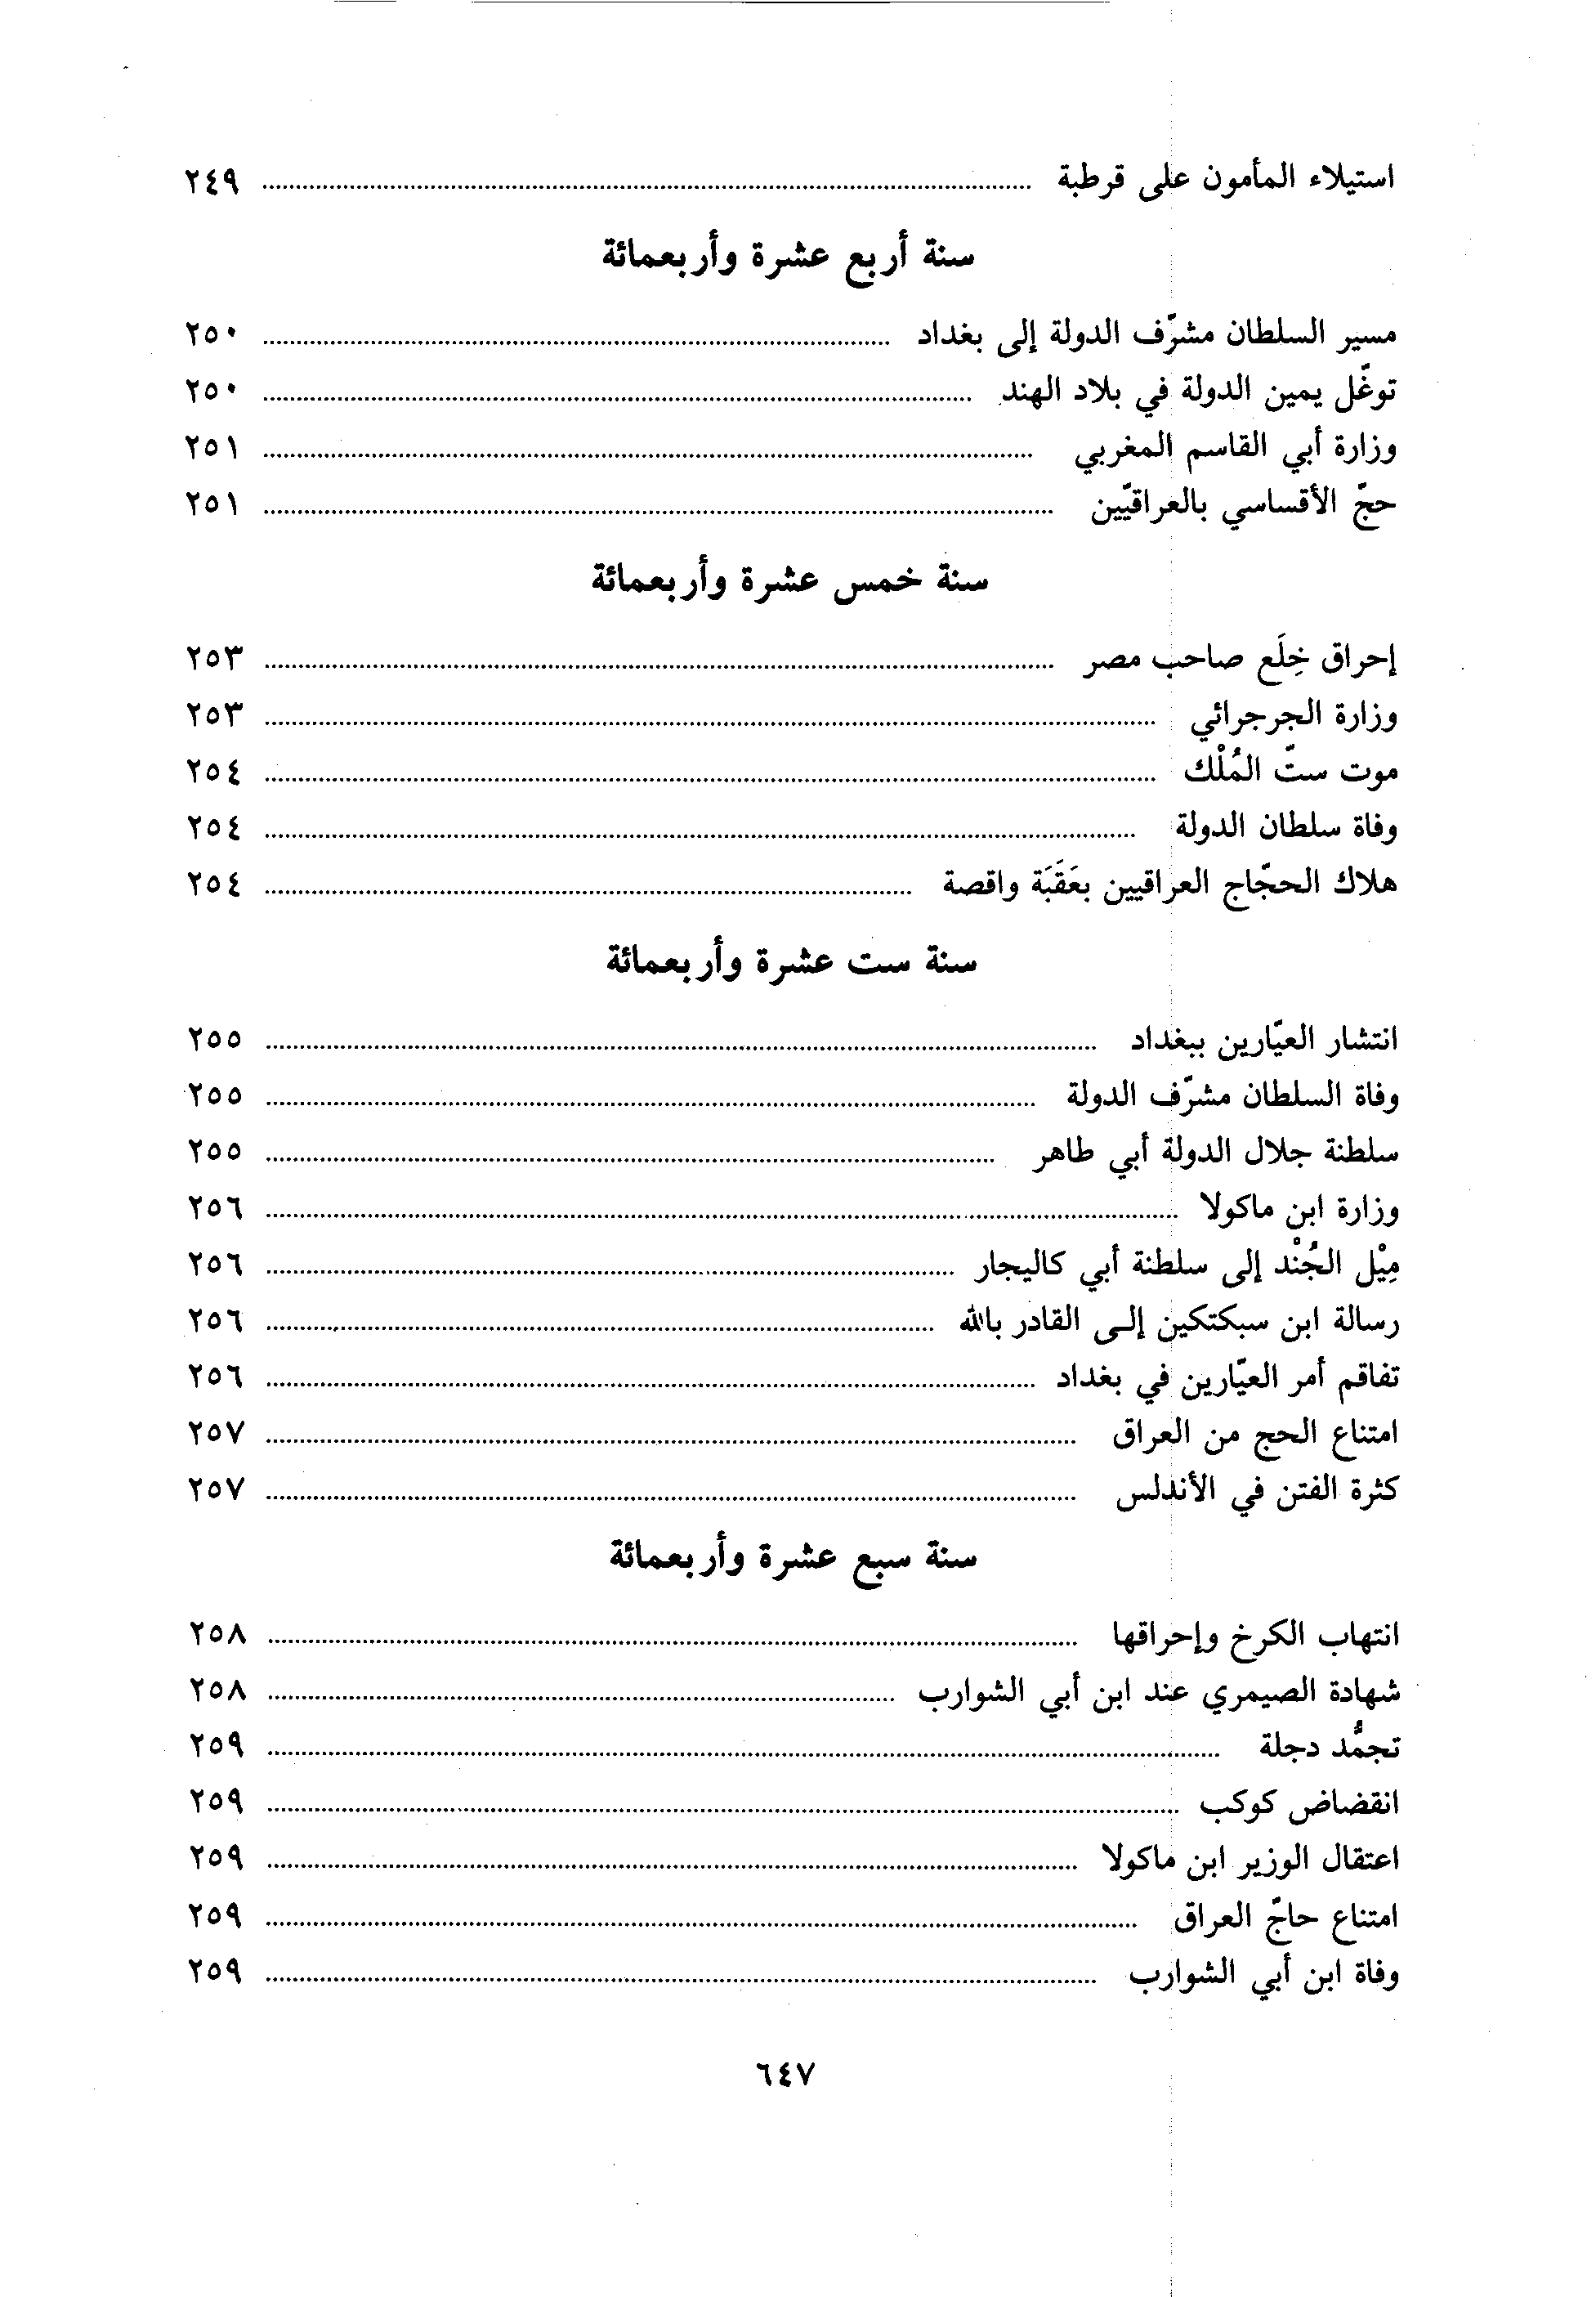 استيلاء المأمون على قرطبة ........ ٢٤٩
سنة أربع عشرة وأربعمائة
مسير السلطان مشرّف الدولة إلى بغداد ........ ٢٥٠
توغّل يمين الدولة في بلاد الهند ........ ٢٥٠
وزارة أبي القاسم المغربي ........ ٢٥١
حجّ الأقساسي بالعراقيّين ........ ٢٥١
سنة خمس عشرة وأربعمائة
إحراق خِلَع صاحب مصر ........ ٢٥٣
وزارة الجرجرائي ........ ٢٥٣
موت ستّ المُلْك ........ ٢٥٤
وفاة سلطان الدولة ........ ٢٥٤
هلاك الحجّاج العراقيين بعَقَبَة واقصة ........ ٢٥٤
سنة ست عشرة وأربعمائة
انتشار العيّارين ببغداد ........ ٢٥٥
وفاة السلطان مشرّف الدولة ........ ٢٥٥
سلطنة جلال الدولة أبي طاهر ........ ٢٥٥
وزارة ابن ماكولا ........ ٢٥٦
مِيْل الجُنْد إلى سلطنة أبي كاليجار ........ ٢٥٦
رسالة ابن سبكتكين إلى القادر بالله ........ ٢٥٦
تفاقم أمر العيّارين في بغداد ........ ٢٥٦
امتناع الحج من العراق ........ ٢٥٧
كثرة الفتن في الأندلس ........ ٢٥٧
سنة سبع عشرة وأربعمائة
انتهاب الكرخ وإحراقها ........ ٢٥٨
شهادة الصيمري عند ابن أبي الشوارب ........ ٢٥٨
تجمُّد دجلة ........ ٢٥٩
انقضاض كوكب ........ ٢٥٩
اعتقال الوزير ابن ماكولا ........ ٢٥٩
امتناع حاجّ العراق ........ ٢٥٩
وفاة ابن أبي الشوارب ........ ٢٥٩
٦٤٧